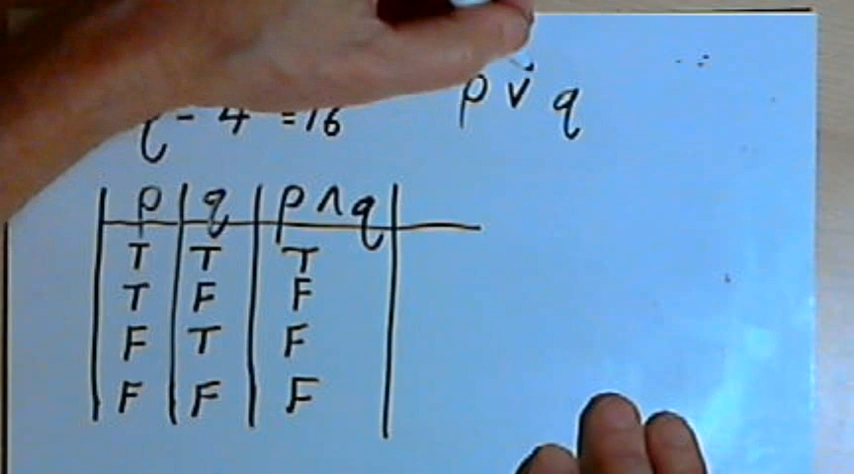 q - 4 = 16 p ∨ q
p q p ∧ q
T T T
T F F
F T F
F F F